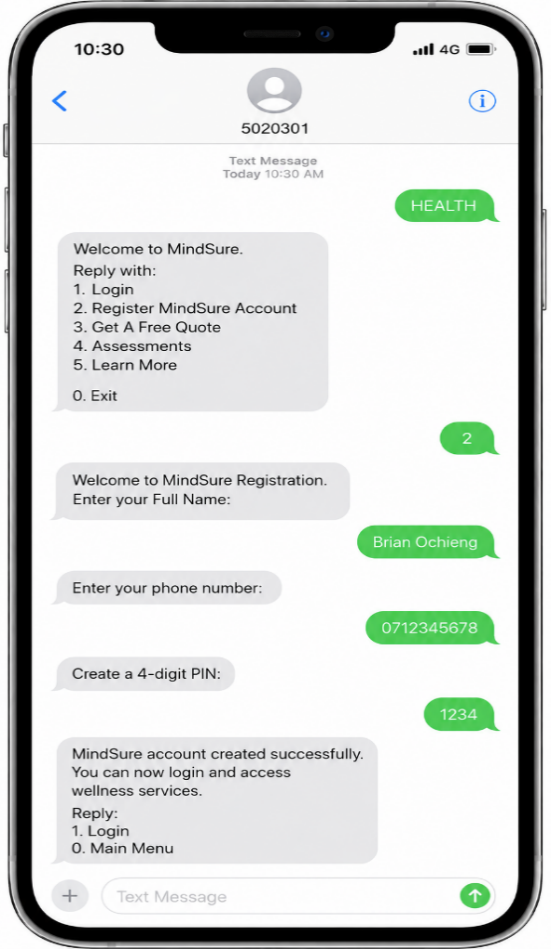 10:30
4G
5020301
Text Message
Today 10:30 AM
HEALTH
Welcome to MindSure.
Reply with:
1. Login
2. Register MindSure Account
3. Get A Free Quote
4. Assessments
5. Learn More
0. Exit
2
Welcome to MindSure Registration.
Enter your Full Name:
Brian Ochieng
Enter your phone number:
0712345678
Create a 4-digit PIN:
1234
MindSure account created successfully.
You can now login and access
wellness services.
Reply:
1. Login
0. Main Menu
Text Message